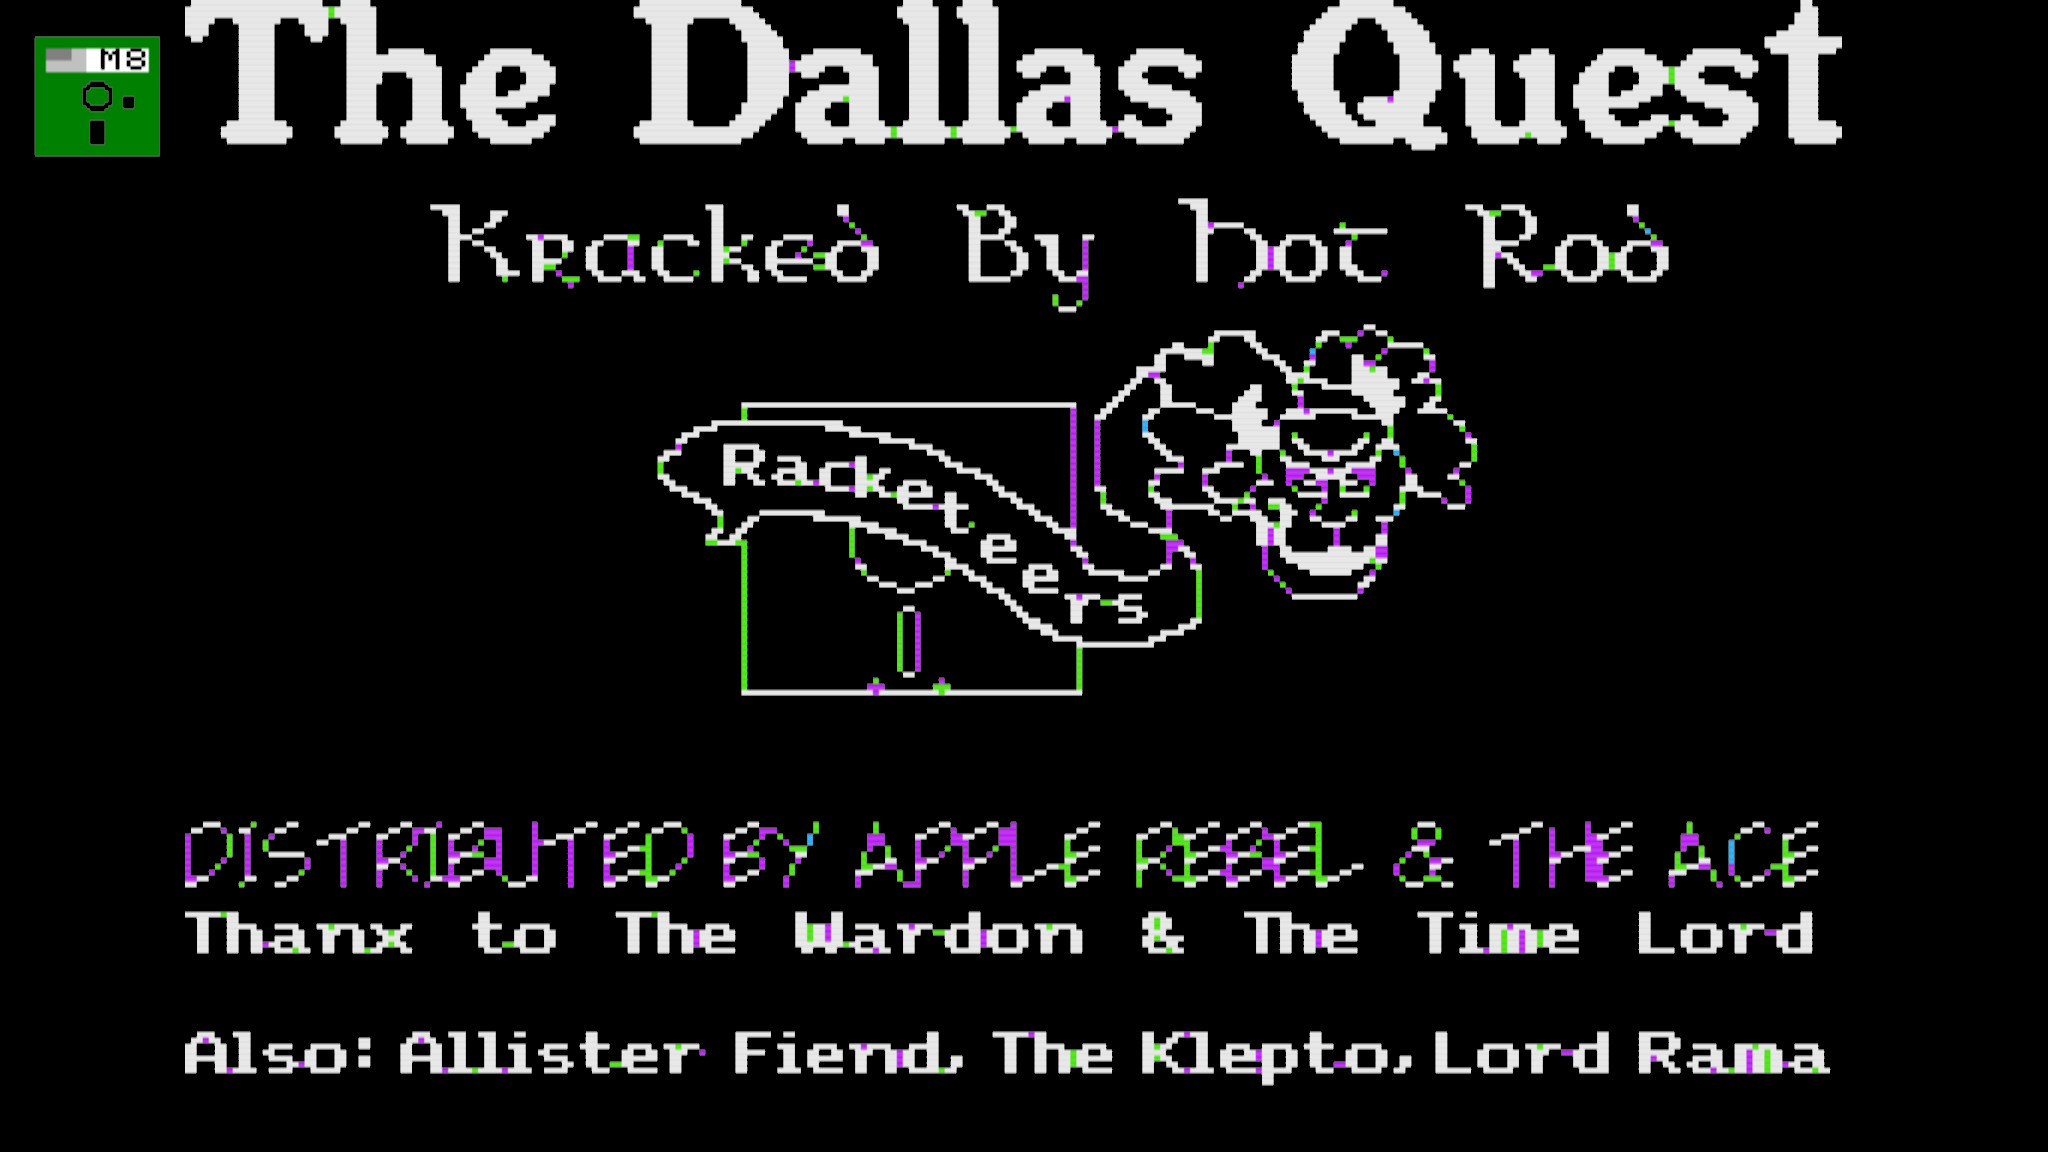 M8
The Dallas Quest
Kracked By hot Rod
Racketeers
DISTRIBUTED BY APPLE REBEL & THE ACE
Thanx to The Wardon & The Time Lord
Also: Allister Fiend, The Klepto, Lord Rama